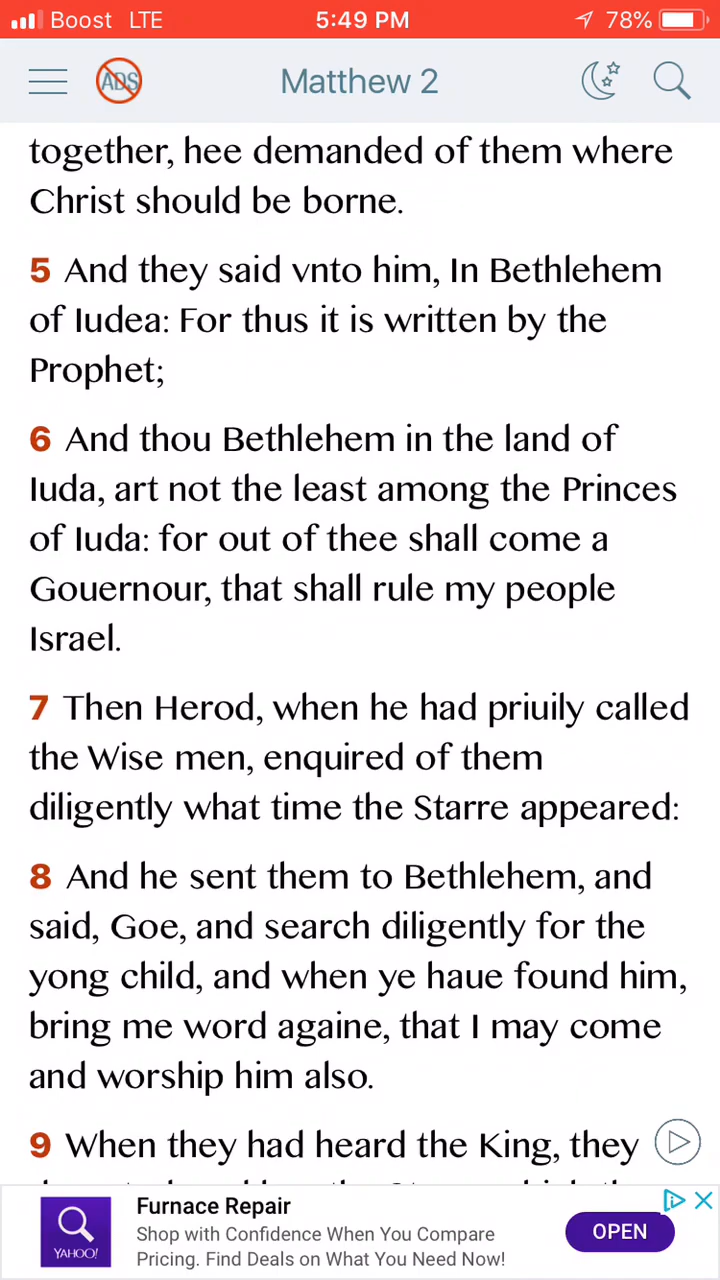 Boost LTE 5:49 PM 78%
ADS Matthew 2
together, hee demanded of them where
Christ should be borne.
5 And they said vnto him, In Bethlehem
of Iudea: For thus it is written by the
Prophet;
6 And thou Bethlehem in the land of
Iuda, art not the least among the Princes
of Iuda: for out of thee shall come a
Gouernour, that shall rule my people
Israel.
7 Then Herod, when he had priuily called
the Wise men, enquired of them
diligently what time the Starre appeared:
8 And he sent them to Bethlehem, and
said, Goe, and search diligently for the
yong child, and when ye haue found him,
bring me word againe, that I may come
and worship him also.
9 When they had heard the King, they
Furnace Repair
Shop with Confidence When You Compare
Pricing. Find Deals on What You Need Now!
YAHOO!
OPEN